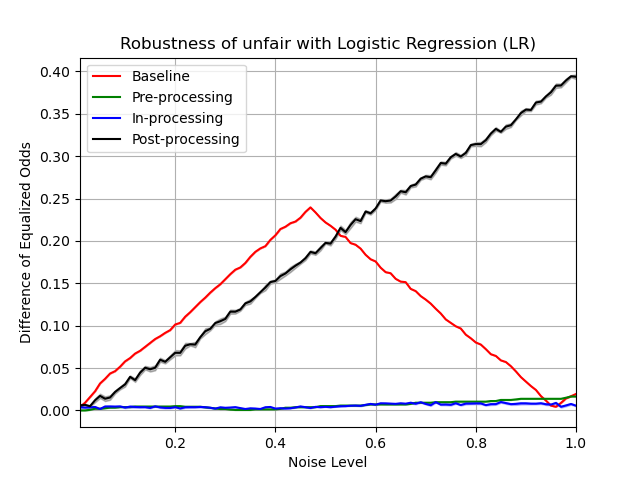 Robustness of unfair with Logistic Regression (LR)
0.40
0.35
0.30
0.25
0.20
0.15
0.10
0.05
0.00
Difference of Equalized Odds
Baseline
Pre-processing
In-processing
Post-processing
0.2 0.4 0.6 0.8 1.0
Noise Level